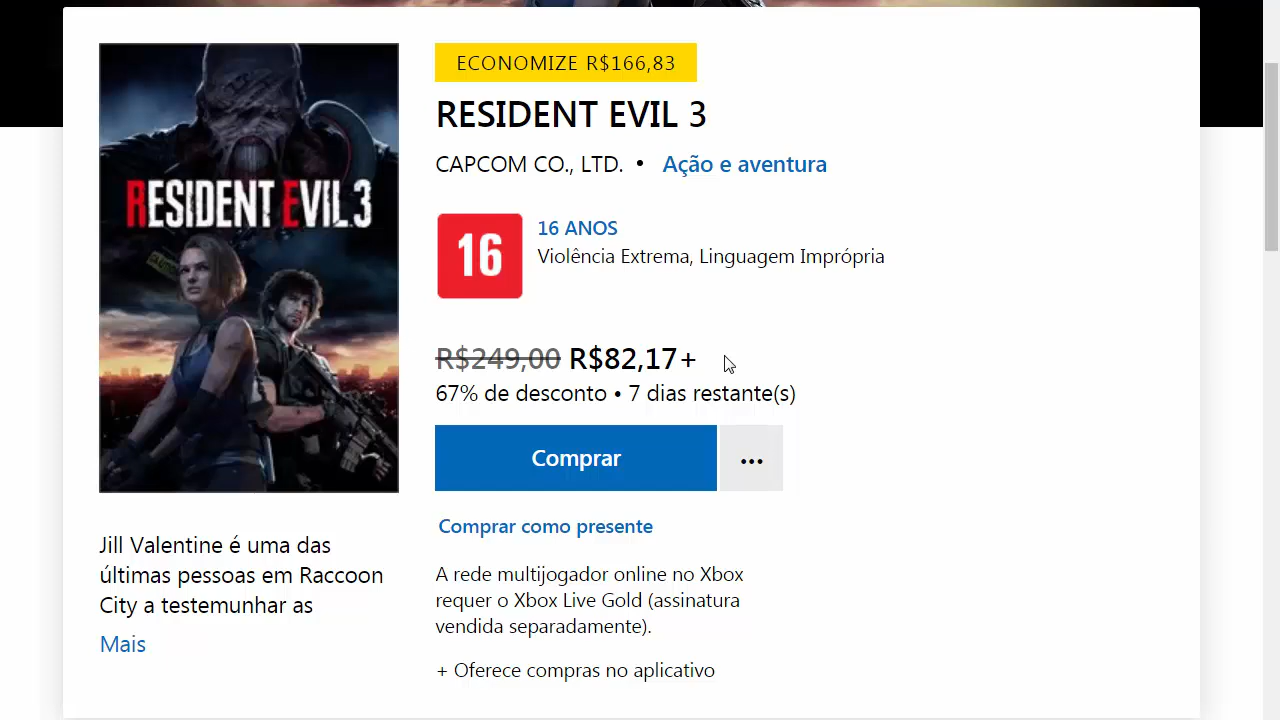 ECONOMIZE R$166,83
RESIDENT EVIL 3
CAPCOM CO., LTD. • Ação e aventura
RESIDENT EVIL 3
16
16 ANOS
Violência Extrema, Linguagem Imprópria
R$249,00 R$82,17+
67% de desconto • 7 dias restante(s)
Comprar
...
Comprar como presente
Jill Valentine é uma das
últimas pessoas em Raccoon
City a testemunhar as
Mais
A rede multijogador online no Xbox
requer o Xbox Live Gold (assinatura
vendida separadamente).
+ Oferece compras no aplicativo